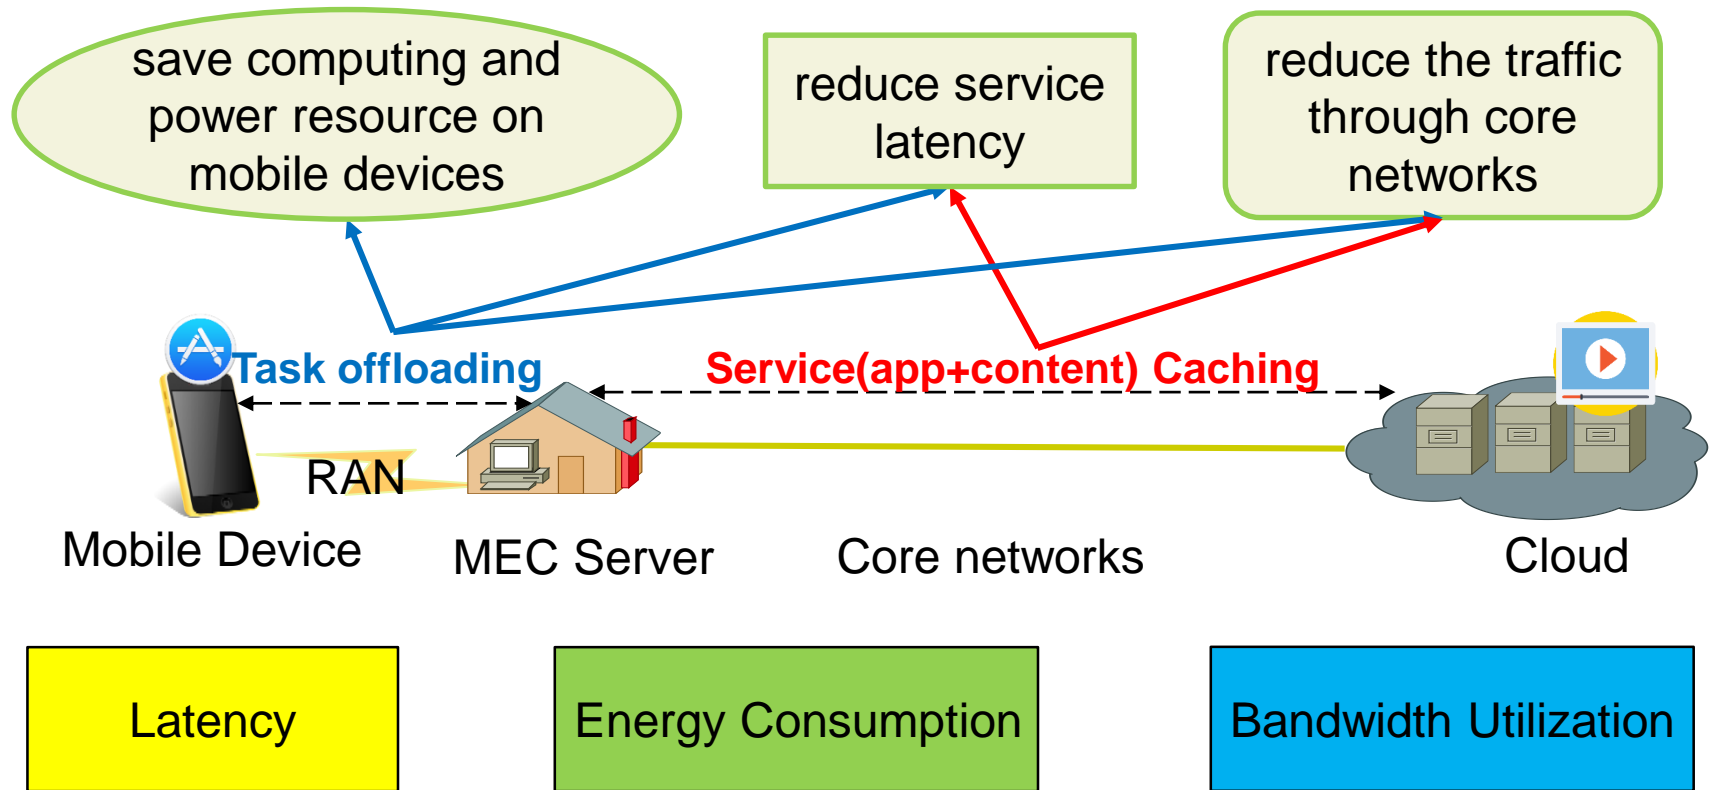 save computing and
power resource on
mobile devices
reduce service
latency
reduce the traffic
through core
networks
Task offloading
Service(app+content) Caching
RAN
Mobile Device
MEC Server
Core networks
Cloud
Latency
Energy Consumption
Bandwidth Utilization